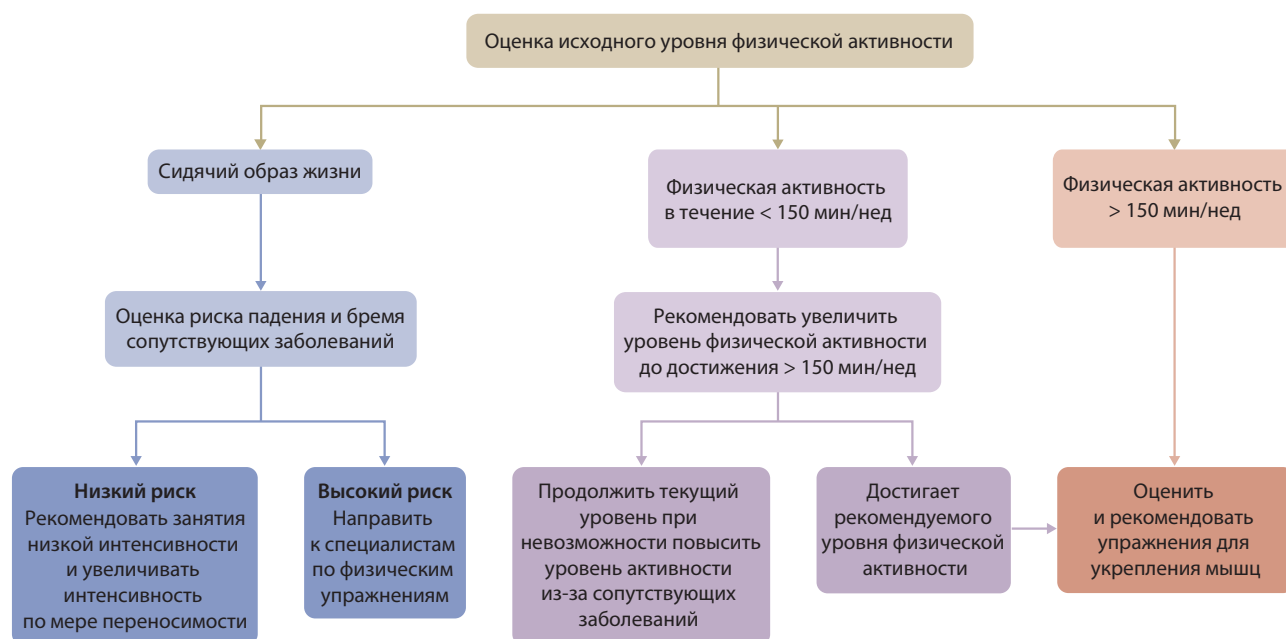 Оценка исходного уровня физической активности
Сидячий образ жизни
Физическая активность
в течение < 150 мин/нед
Физическая активность
> 150 мин/нед
Оценка риска падения и бремя
сопутствующих заболеваний
Рекомендовать увеличить
уровень физической активности
до достижения > 150 мин/нед
Низкий риск
Рекомендовать занятия
низкой интенсивности
и увеличивать
интенсивность
по мере переносимости
Высокий риск
Направить
к специалистам
по физическим
упражнениям
Продолжить текущий
уровень при
невозможности повысить
уровень активности
из-за сопутствующих
заболеваний
Достигает
рекомендуемого
уровня физической
активности
Оценить
и рекомендовать
упражнения для
укрепления мышц